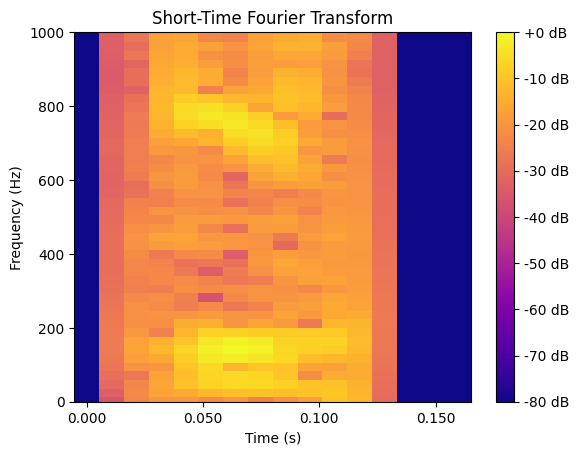 Short-Time Fourier Transform
1000
800
600
400
200
0
Frequency (Hz)
0.000
0.050
0.100
0.150
Time (s)
+0 dB
-10 dB
-20 dB
-30 dB
-40 dB
-50 dB
-60 dB
-70 dB
-80 dB